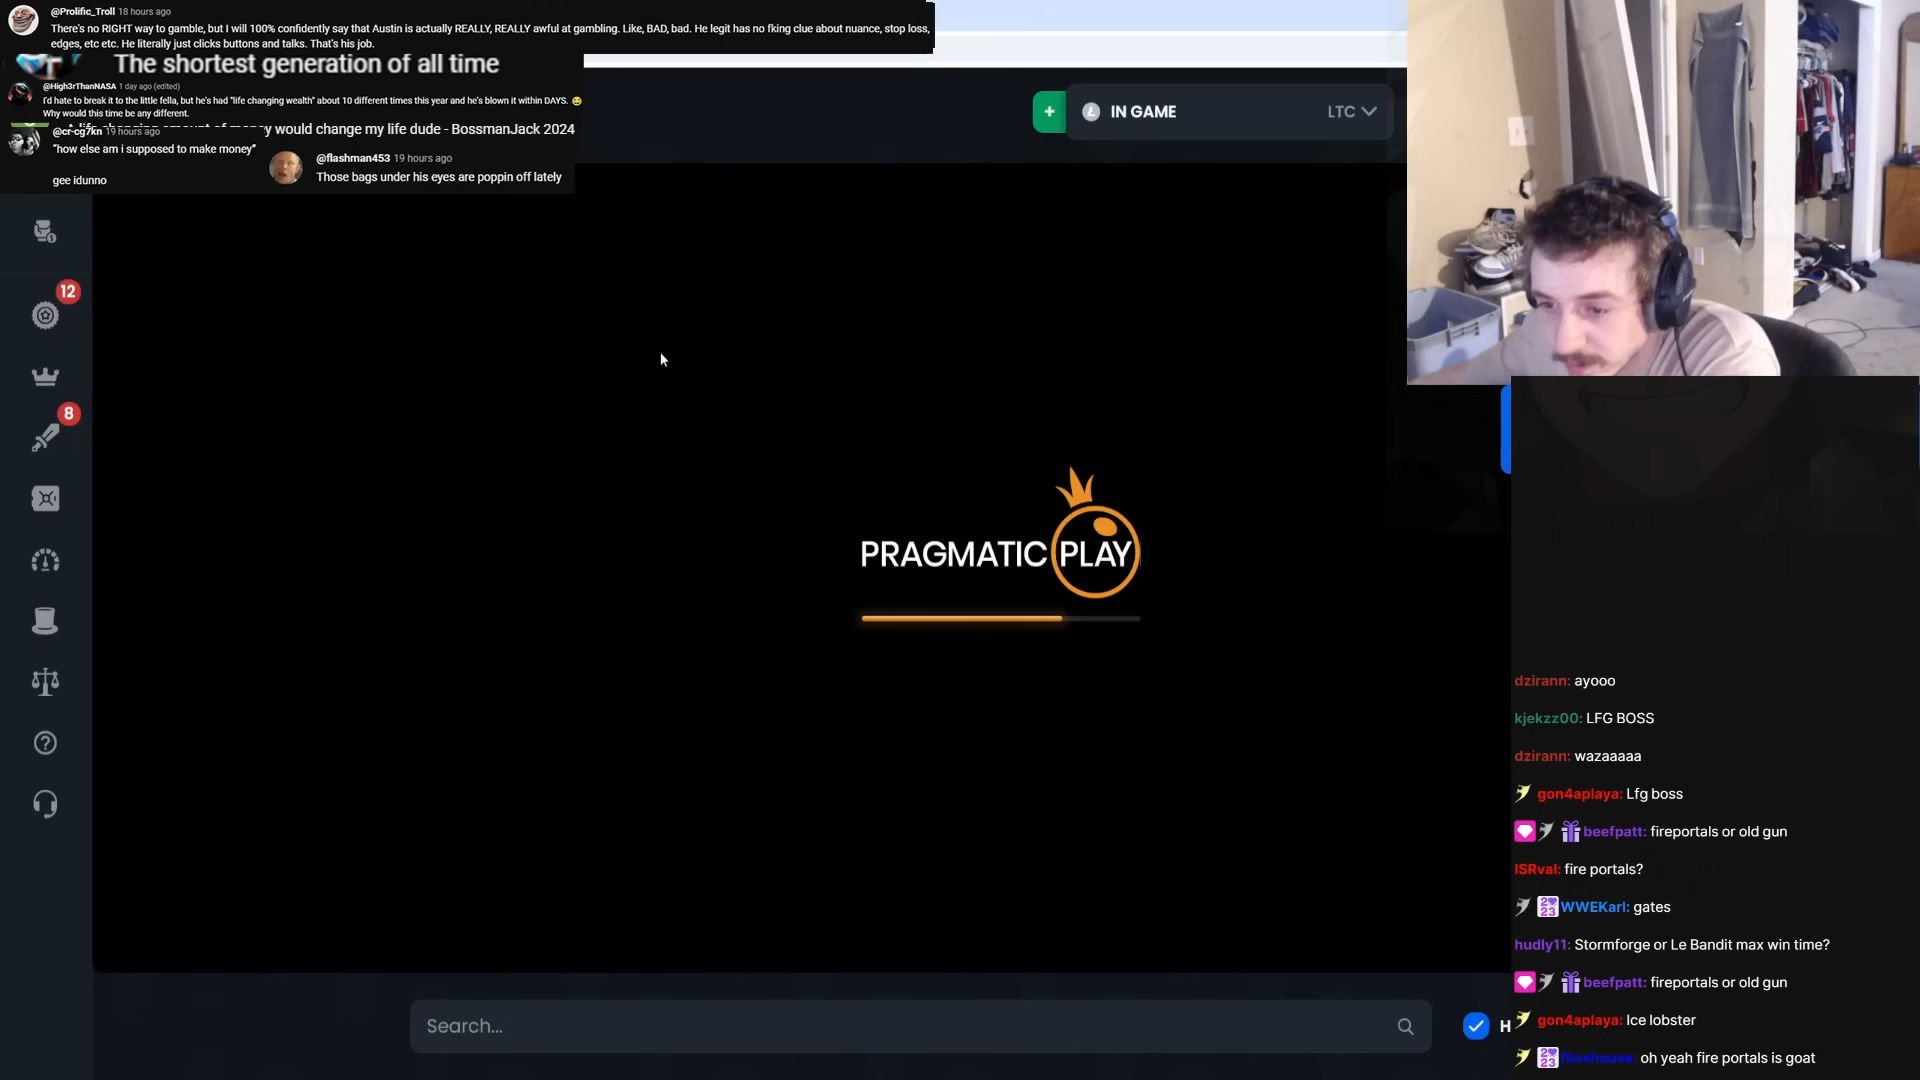 @Prolific_Troll 18 hours ago
There's no RIGHT way to gamble, but I will 100% confidently say that Austin is actually REALLY, REALLY awful at gambling. Like, BAD, bad. He legit has no fking clue about nuance, stop loss,
edges, etc etc. He literally just clicks buttons and talks. That's his job.
The shortest generation of all time
@High3rThanNASA 1 day ago (edited)
I'd hate to break it to the little fella, but he's had "life changing wealth" about 10 different times this year and he's blown it within DAYS. 😂
Why would this time be any different.
@cr-cg7kn 19 hours ago
would change my life dude - BossmanJack 2024
"how else am i supposed to make money"
gee idunno
@flashman453 19 hours ago
Those bags under his eyes are poppin off lately
+
IN GAME
LTC
12
8
PRAGMATIC PLAY
Search...
H
dzirann: ayooo
kjekzz00: LFG BOSS
dzirann: wazaaaaa
gon4aplaya: Lfg boss
beefpatt: fireportals or old gun
ISRval: fire portals?
WWEKarl: gates
hudly11: Stormforge or Le Bandit max win time?
beefpatt: fireportals or old gun
gon4aplaya: Ice lobster
oh yeah fire portals is goat